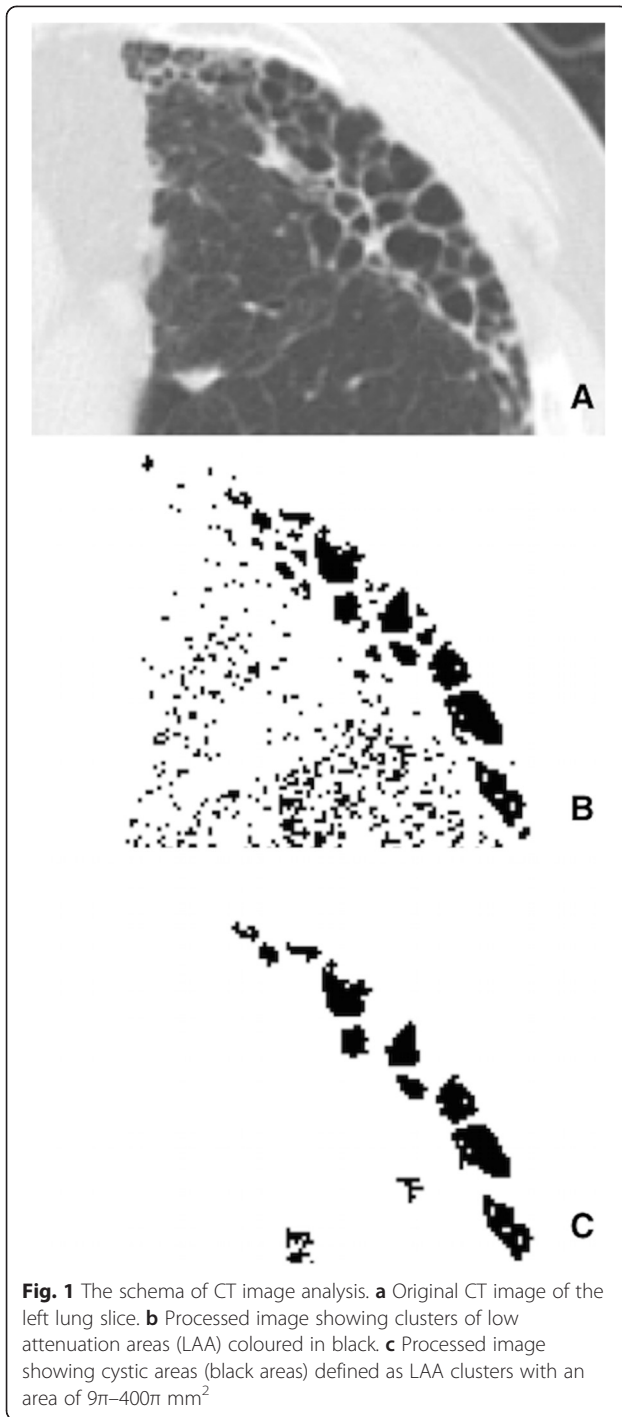 A
B
C
Fig. 1 The schema of CT image analysis. a Original CT image of the
left lung slice. b Processed image showing clusters of low
attenuation areas (LAA) coloured in black. c Processed image
showing cystic areas (black areas) defined as LAA clusters with an
area of 9π–400π mm²